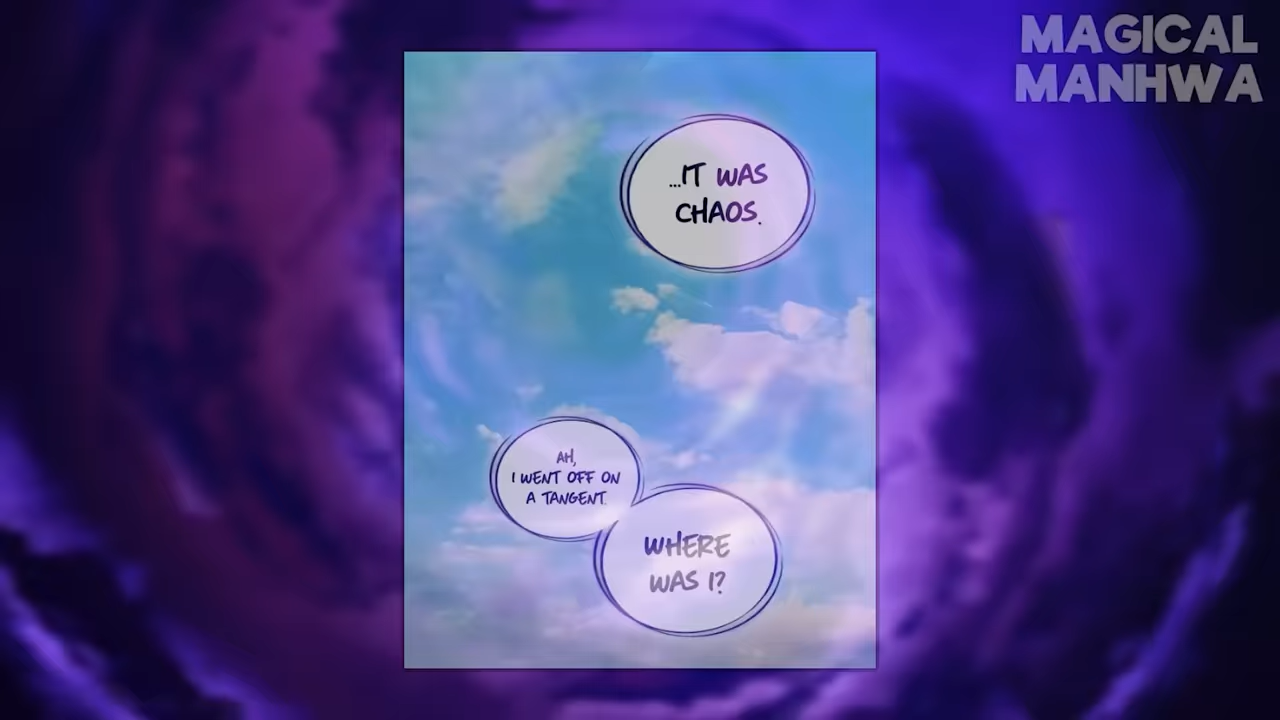 MAGICAL
MANHWA
...IT WAS
CHAOS.
AH,
I WENT OFF ON
A TANGENT.
WHERE
WAS I?